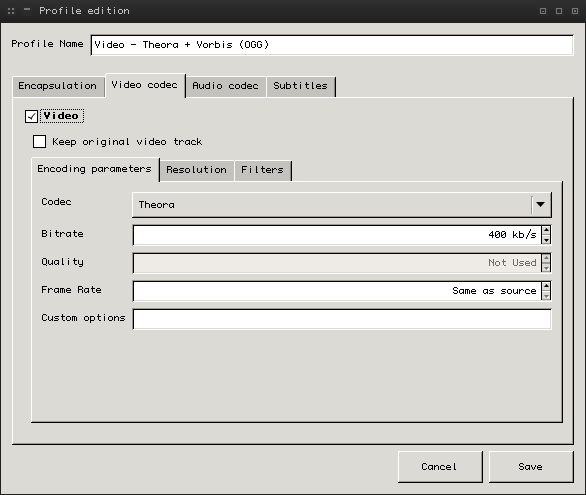 Profile edition
Profile Name Video - Theora + Vorbis (OGG)
Encapsulation Video codec Audio codec Subtitles
Video
Keep original video track
Encoding parameters Resolution Filters
Codec Theora
Bitrate 400 kb/s
Quality Not Used
Frame Rate Same as source
Custom options
Cancel Save